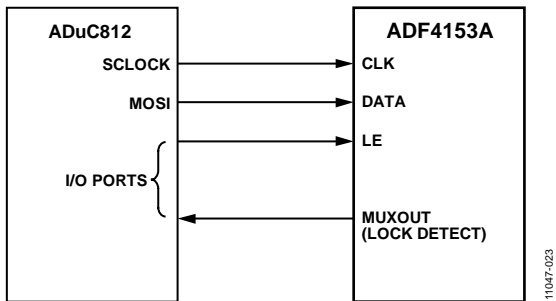 ADuC812
ADF4153A
SCLOCK
CLK
MOSI
DATA
LE
I/O PORTS
MUXOUT
(LOCK DETECT)
11047-023